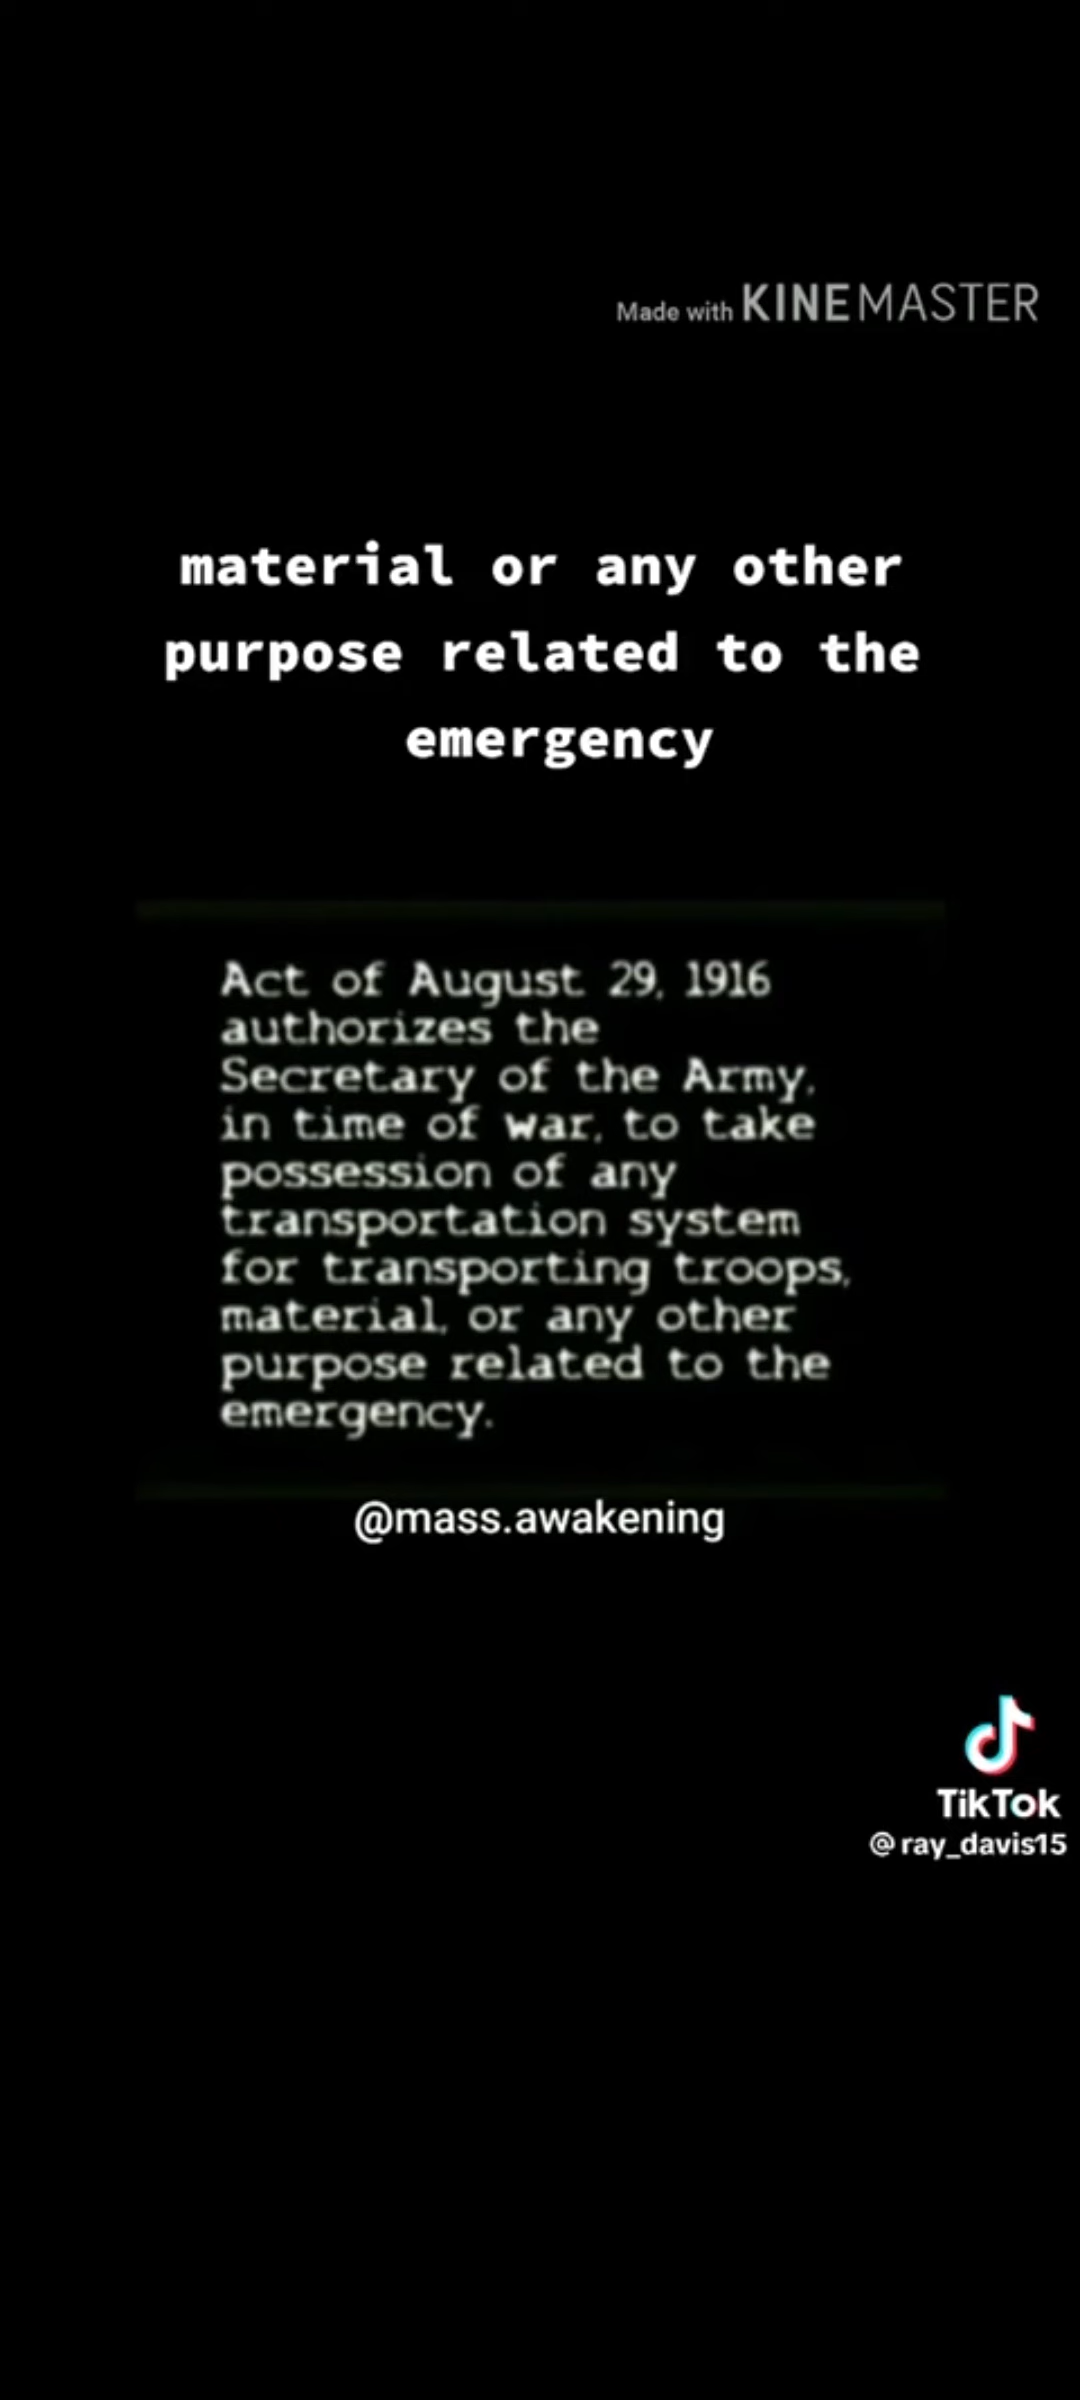 Made with KINEMASTER
material or any other
purpose related to the
emergency
Act of August 29, 1916
authorizes the
Secretary of the Army,
in time of war, to take
possession of any
transportation system
for transporting troops,
material, or any other
purpose related to the
emergency.
@mass.awakening
TikTok
@ray_davis15